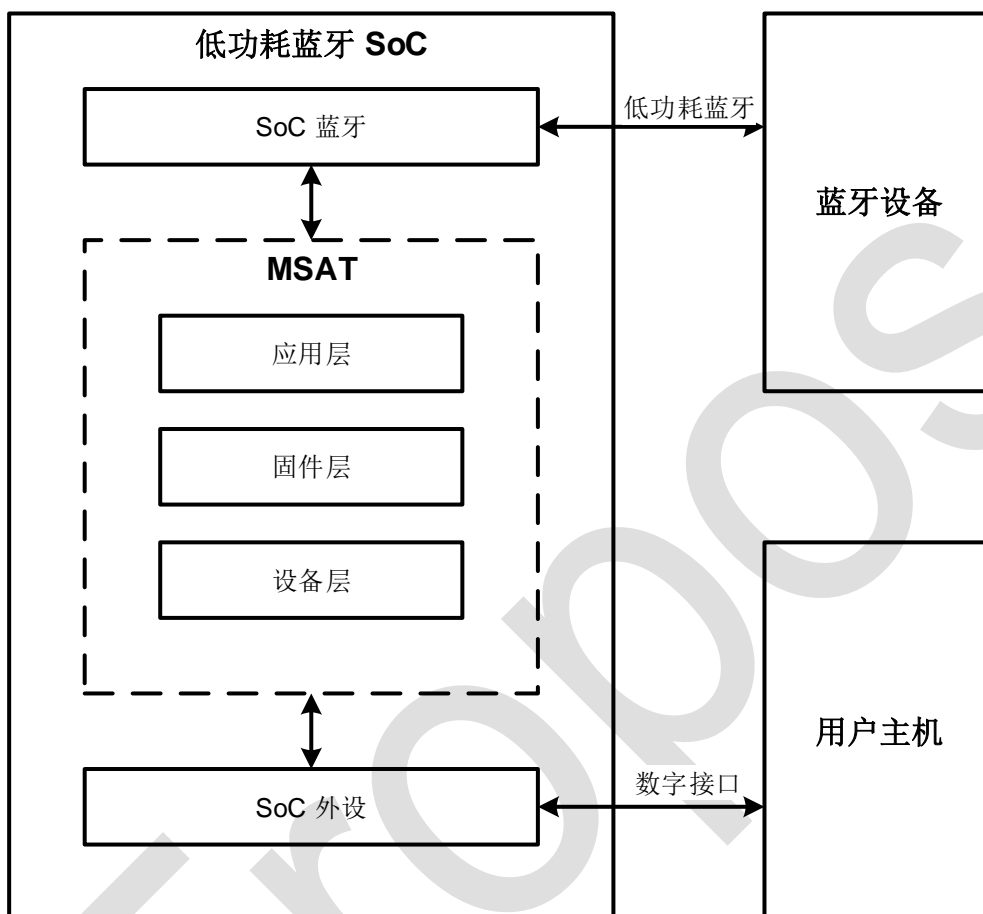 低功耗蓝牙 SoC
SoC 蓝牙
低功耗蓝牙
蓝牙设备
MSAT
应用层
固件层
设备层
用户主机
数字接口
SoC 外设
Tropos